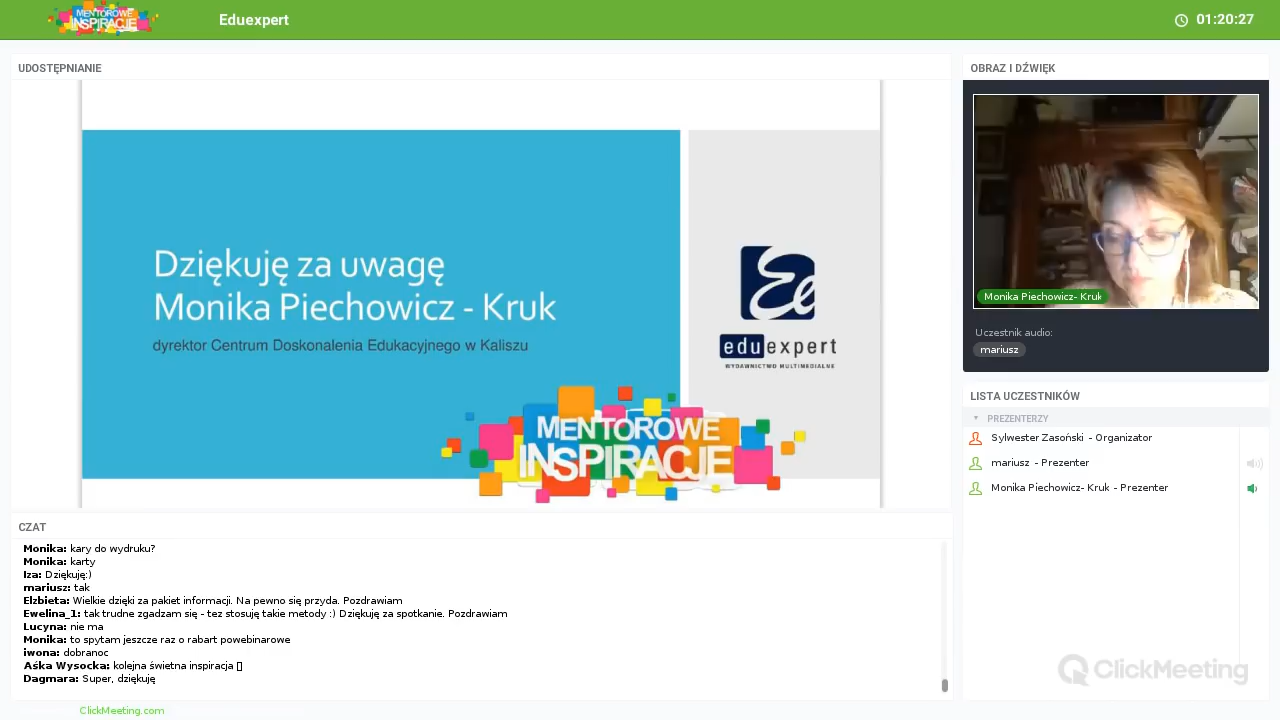 MENTOROWE
INSPIRACJE
Eduexpert
01:20:27
UDOSTĘPNIANIE
Dziękuję za uwagę
Monika Piechowicz - Kruk
dyrektor Centrum Doskonalenia Edukacyjnego w Kaliszu
Ee
eduexpert
WYDAWNICTWO MULTIMEDIALNE
MENTOROWE
INSPIRACJE
OBRAZ I DŹWIĘK
Monika Piechowicz- Kruk
Uczestnik audio:
mariusz
LISTA UCZESTNIKÓW
PREZENTERZY
Sylwester Zasoński - Organizator
mariusz - Prezenter
Monika Piechowicz- Kruk - Prezenter
CZAT
Monika: kary do wydruku?
Monika: karty
Iza: Dziękuję:)
mariusz: tak
Elzbieta: Wielkie dzięki za pakiet informacji. Na pewno się przyda. Pozdrawiam
Ewelina_1: tak trudne zgadzam się - tez stosuję takie metody :) Dziękuję za spotkanie. Pozdrawiam
Lucyna: nie ma
Monika: to spytam jeszcze raz o rabart powebinarowe
iwona: dobranoc
Aśka Wysocka: kolejna świetna inspiracja []
Dagmara: Super, dziękuję
ClickMeeting
ClickMeeting.com